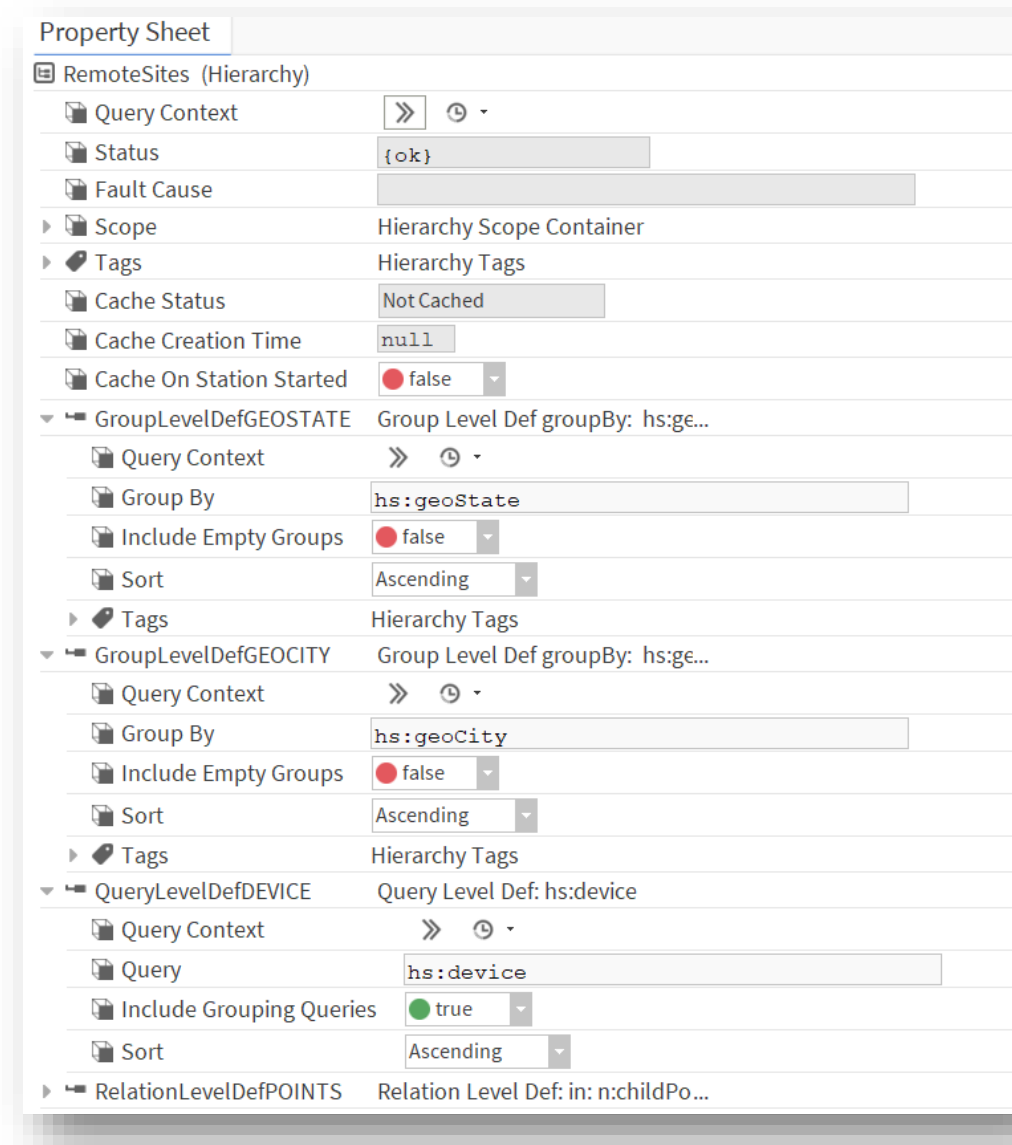 Property Sheet
RemoteSites (Hierarchy)
Query Context
Status {ok}
Fault Cause
Scope Hierarchy Scope Container
Tags Hierarchy Tags
Cache Status Not Cached
Cache Creation Time null
Cache On Station Started false
GroupLevelDefGEOSTATE Group Level Def groupBy: hs:ge...
Query Context
Group By hs:geoState
Include Empty Groups false
Sort Ascending
Tags Hierarchy Tags
GroupLevelDefGEOCITY Group Level Def groupBy: hs:ge...
Query Context
Group By hs:geoCity
Include Empty Groups false
Sort Ascending
Tags Hierarchy Tags
QueryLevelDefDEVICE Query Level Def: hs:device
Query Context
Query hs:device
Include Grouping Queries true
Sort Ascending
RelationLevelDefPOINTS Relation Level Def: in: n:childPo...